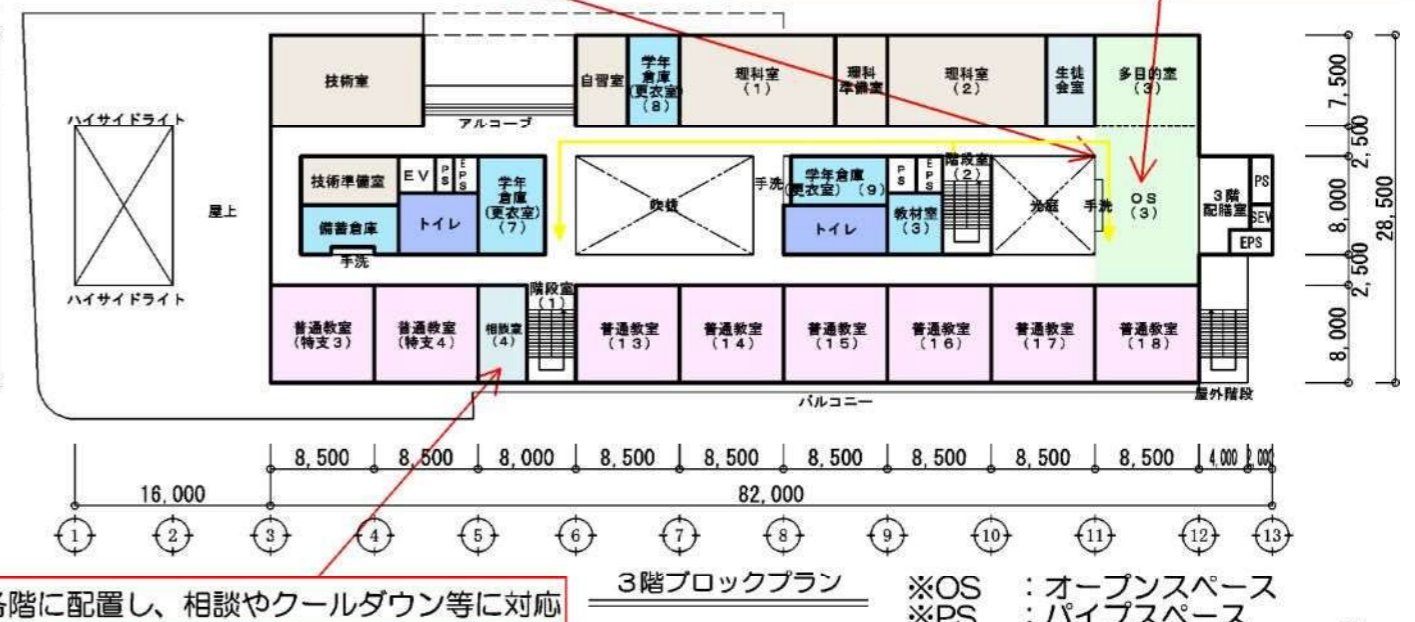 技術室
自習室
学年
倉庫
(更衣室)
(8)
理科室
(1)
理科
準備室
理科室
(2)
生徒
会室
多目的室
(3)
ハイサイドライト
アルコーブ
屋上
技術準備室
EV
PS
EPS
学年
倉庫
(更衣室)
(7)
備蓄倉庫
トイレ
手洗
吹抜
手洗
学年倉庫
(更衣室)(9)
トイレ
PS
EPS
教材室
(3)
階段室
(2)
光庭
手洗
OS
(3)
3階
配膳室
PS
SEV
EPS
ハイサイドライト
普通教室
(特支3)
普通教室
(特支4)
相談室
(4)
階段室
(1)
普通教室
(13)
普通教室
(14)
普通教室
(15)
普通教室
(16)
普通教室
(17)
普通教室
(18)
バルコニー
屋外階段
7,500
2,500
8,000
2,500
8,000
28,500
8,500
8,500
8,000
8,500
8,500
8,500
8,500
8,500
8,500
4,000
2,000
16,000
82,000
1
2
3
4
5
6
7
8
9
10
11
12
13
各階に配置し、相談やクールダウン等に対応
3階ブロックプラン
※OS :オープンスペース
※PS :パイプスペース